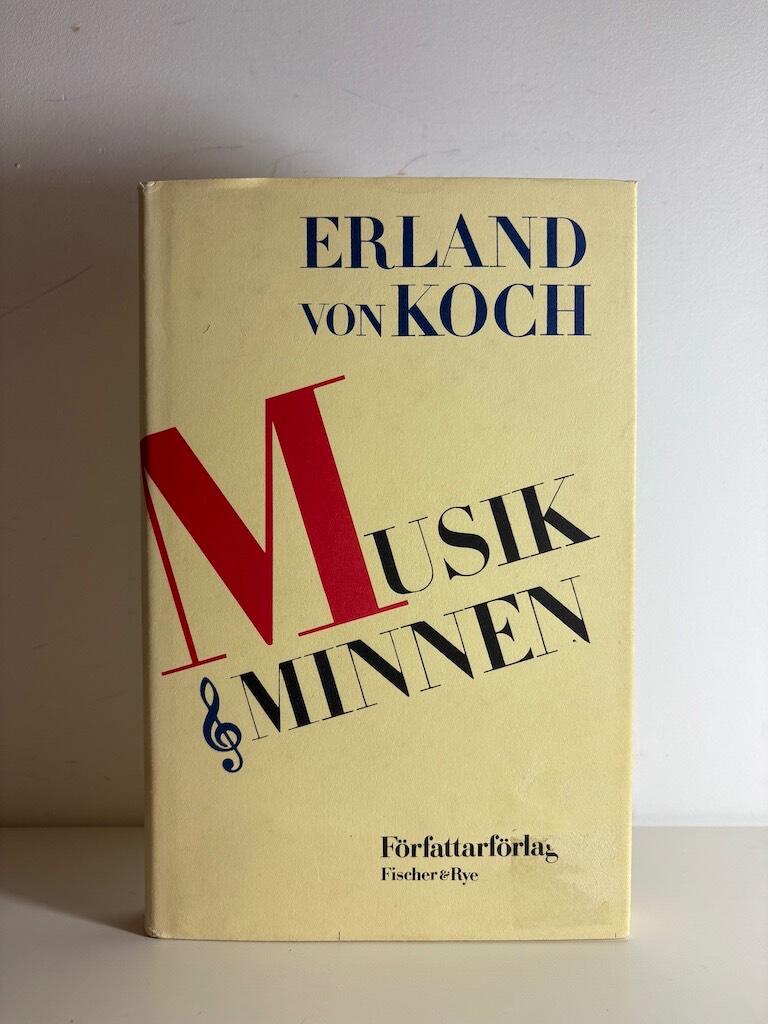 ERLAND
VON KOCH
MUSIK
MINNEN
Författarförlag
Fischer & Rye